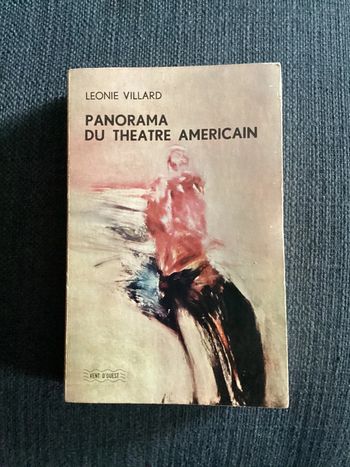 LEONIE VILLARD
PANORAMA
DU THEATRE AMERICAIN
VENT D'OUEST